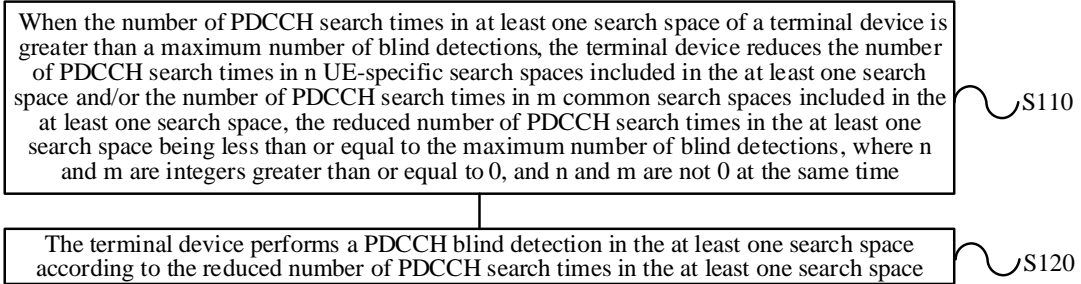 When the number of PDCCH search times in at least one search space of a terminal device is
greater than a maximum number of blind detections, the terminal device reduces the number
of PDCCH search times in n UE-specific search spaces included in the at least one search
space and/or the number of PDCCH search times in m common search spaces included in the
at least one search space, the reduced number of PDCCH search times in the at least one
search space being less than or equal to the maximum number of blind detections, where n
and m are integers greater than or equal to 0, and n and m are not 0 at the same time
S110
The terminal device performs a PDCCH blind detection in the at least one search space
according to the reduced number of PDCCH search times in the at least one search space
S120